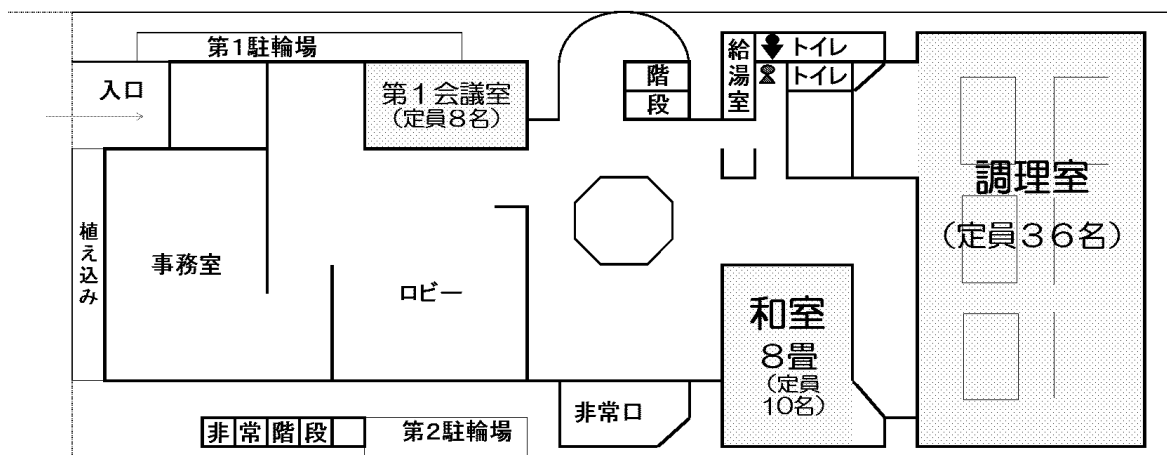 第1駐輪場
入口
第１会議室
（定員８名）
階
段
給湯室
トイレ
トイレ
調理室
（定員３６名）
植え込み
事務室
ロビー
和室
８畳
（定員
10名）
非常口
非常階段
第2駐輪場